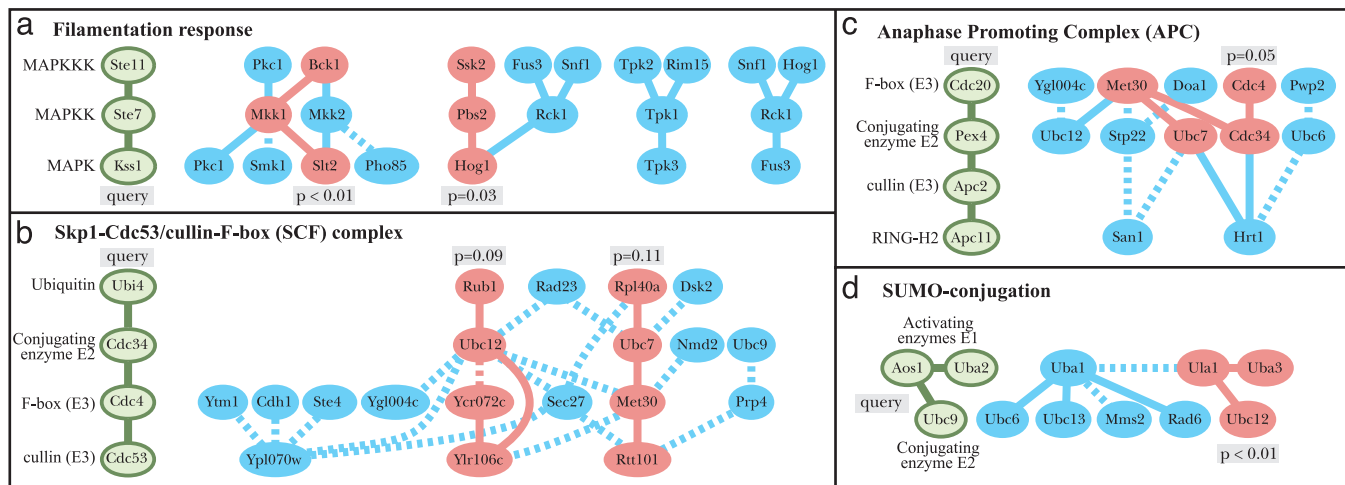 a Filamentation response
MAPKKK Ste11 Pkc1 Bck1 Ssk2 Fus3 Snf1 Tpk2 Rim15 Snf1 Hog1
MAPKK Ste7 Mkk1 Mkk2 Pbs2 Rck1 Tpk1 Rck1
MAPK Kss1 Pkc1 Smk1 Slt2 Pho85 Hog1 Tpk3 Fus3
query p < 0.01 p=0.03
b Skp1-Cdc53/cullin-F-box (SCF) complex
query p=0.09 p=0.11
Ubiquitin Ubi4 Rub1 Rad23 Rpl40a Dsk2
Conjugating
enzyme E2 Cdc34 Ubc12 Ubc7 Nmd2 Ubc9
F-box (E3) Cdc4 Ytm1 Cdh1 Ste4 Ygl004c Ycr072c Sec27 Met30 Prp4
cullin (E3) Cdc53 Ypl070w Ylr106c Rtt101
c Anaphase Promoting Complex (APC)
query p=0.05
F-box (E3) Cdc20 Ygl004c Met30 Doa1 Cdc4 Pwp2
Conjugating
enzyme E2 Pex4 Ubc12 Stp22 Ubc7 Cdc34 Ubc6
cullin (E3) Apc2
RING-H2 Apc11 San1 Hrt1
d SUMO-conjugation
Activating
enzymes E1
Aos1 Uba2 Uba1 Ula1 Uba3
query
Ubc9 Ubc6 Ubc13 Mms2 Rad6 Ubc12
Conjugating
enzyme E2
p < 0.01